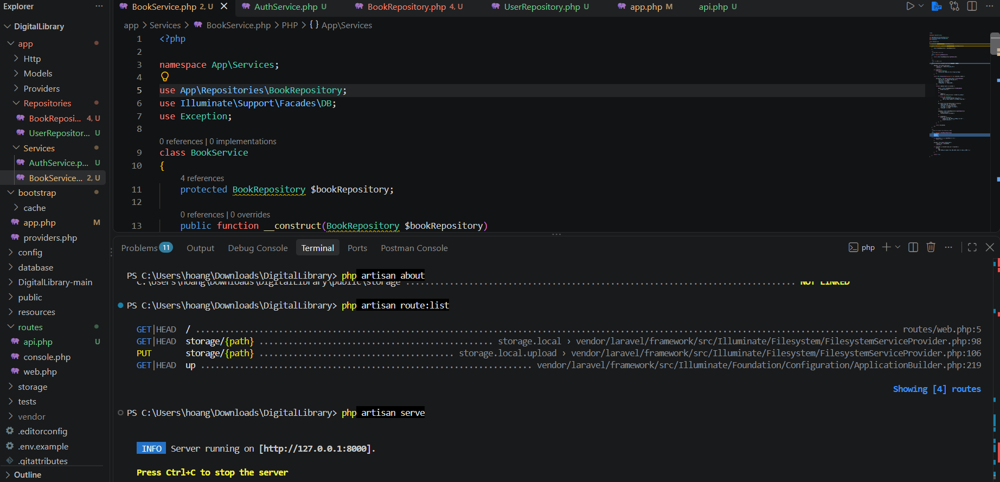 Explorer
DigitalLibrary
app
Http
Models
Providers
Repositories
BookReposi... 4, U
UserRepositor... U
Services
AuthService.p... U
BookService... 2, U
bootstrap
cache
app.php M
providers.php
config
database
DigitalLibrary-main
public
resources
routes
api.php U
console.php
web.php
storage
tests
vendor
.editorconfig
.env.example
.gitattributes
Outline
BookService.php 2, U
AuthService.php U
BookRepository.php 4, U
UserRepository.php U
app.php M
api.php U
app > Services > BookService.php > PHP > {} App\Services
1 <?php
2
3 namespace App\Services;
4
5 use App\Repositories\BookRepository;
6 use Illuminate\Support\Facades\DB;
7 use Exception;
8
0 references | 0 implementations
9 class BookService
10 {
4 references
11 protected BookRepository $bookRepository;
12
0 references | 0 overrides
13 public function __construct(BookRepository $bookRepository)
Problems 11 Output Debug Console Terminal Ports Postman Console
php
PS C:\Users\hoang\Downloads\DigitalLibrary> php artisan about
C:\Users\hoang\Downloads\DigitalLibrary\public\storage ................................................................................ NOT LINKED
PS C:\Users\hoang\Downloads\DigitalLibrary> php artisan route:list
GET|HEAD / ................................................................................................................................................ routes/web.php:5
GET|HEAD storage/{path} ................................................ storage.local › vendor/laravel/framework/src/Illuminate/Filesystem/FilesystemServiceProvider.php:98
PUT storage/{path} ........................................ storage.local.upload › vendor/laravel/framework/src/Illuminate/Filesystem/FilesystemServiceProvider.php:106
GET|HEAD up .................................................................... vendor/laravel/framework/src/Illuminate/Foundation/Configuration/ApplicationBuilder.php:219
Showing [4] routes
PS C:\Users\hoang\Downloads\DigitalLibrary> php artisan serve
INFO Server running on [http://127.0.0.1:8000].
Press Ctrl+C to stop the server